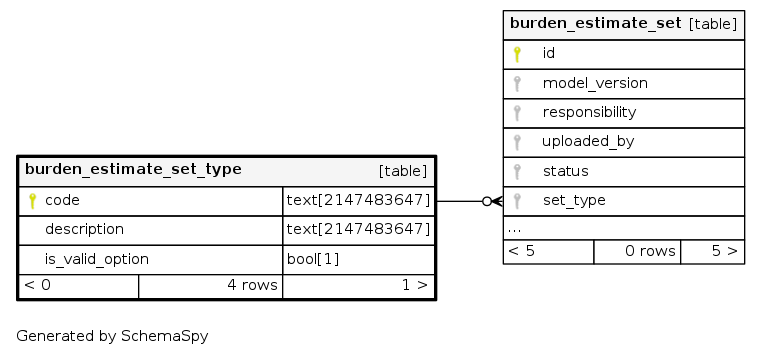 burden_estimate_set [table]
id
model_version
responsibility
uploaded_by
status
set_type
...
< 5 0 rows 5 >
burden_estimate_set_type [table]
code text[2147483647]
description text[2147483647]
is_valid_option bool[1]
< 0 4 rows 1 >
Generated by SchemaSpy